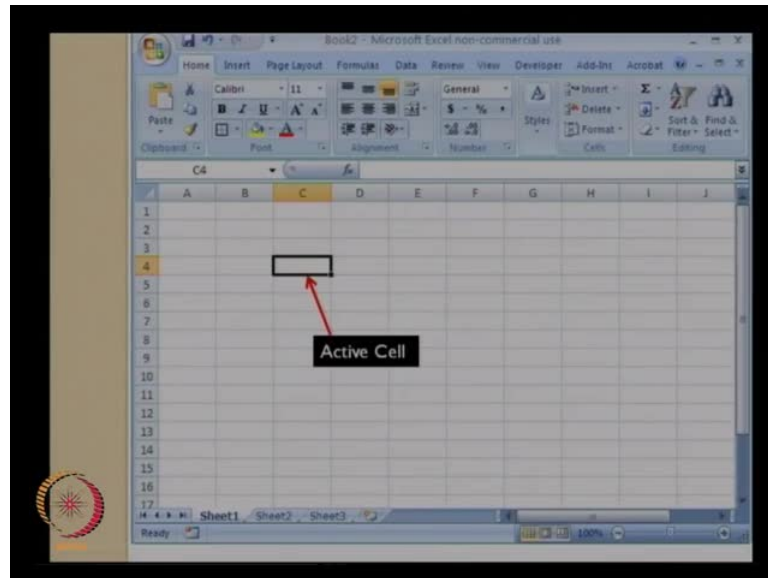 Book2 - Microsoft Excel non-commercial use
Home Insert Page Layout Formulas Data Review View Developer Add-Ins Acrobat
Paste
Calibri 11
B I U A A
A
General
$ % ,
Styles
Insert
Delete
Format
Σ
Sort & Filter
Find & Select
Clipboard Font Alignment Number Cells Editing
C4 fx
A B C D E F G H I J
1
2
3
4
5
6
7
8
9
10
11
12
13
14
15
16
17
Active Cell
Sheet1 Sheet2 Sheet3
Ready 100%